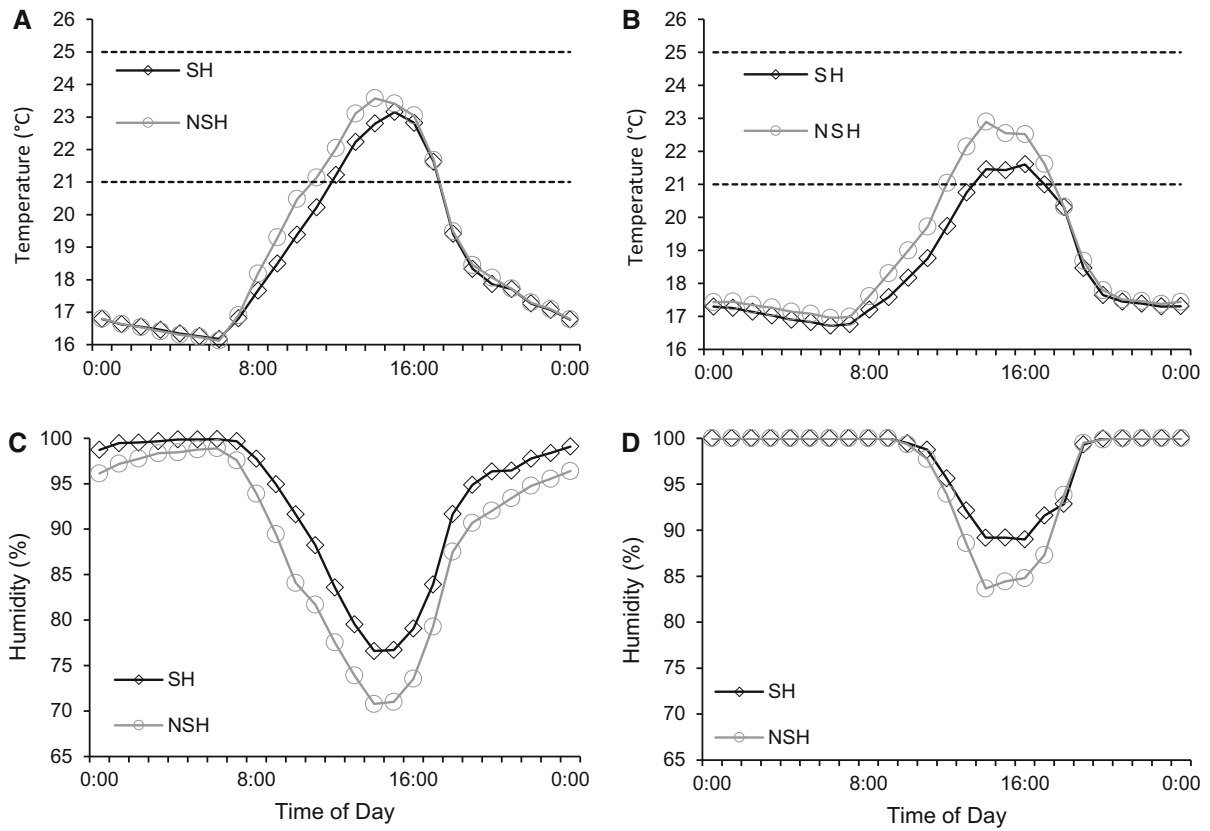 A
Temperature (°C)
26
25
24
23
22
21
20
19
18
17
16
SH
NSH
0:00 8:00 16:00 0:00
B
Temperature (°C)
26
25
24
23
22
21
20
19
18
17
16
SH
NSH
0:00 8:00 16:00 0:00
C
Humidity (%)
100
95
90
85
80
75
70
65
SH
NSH
0:00 8:00 16:00 0:00
Time of Day
D
Humidity (%)
100
95
90
85
80
75
70
65
SH
NSH
0:00 8:00 16:00 0:00
Time of Day